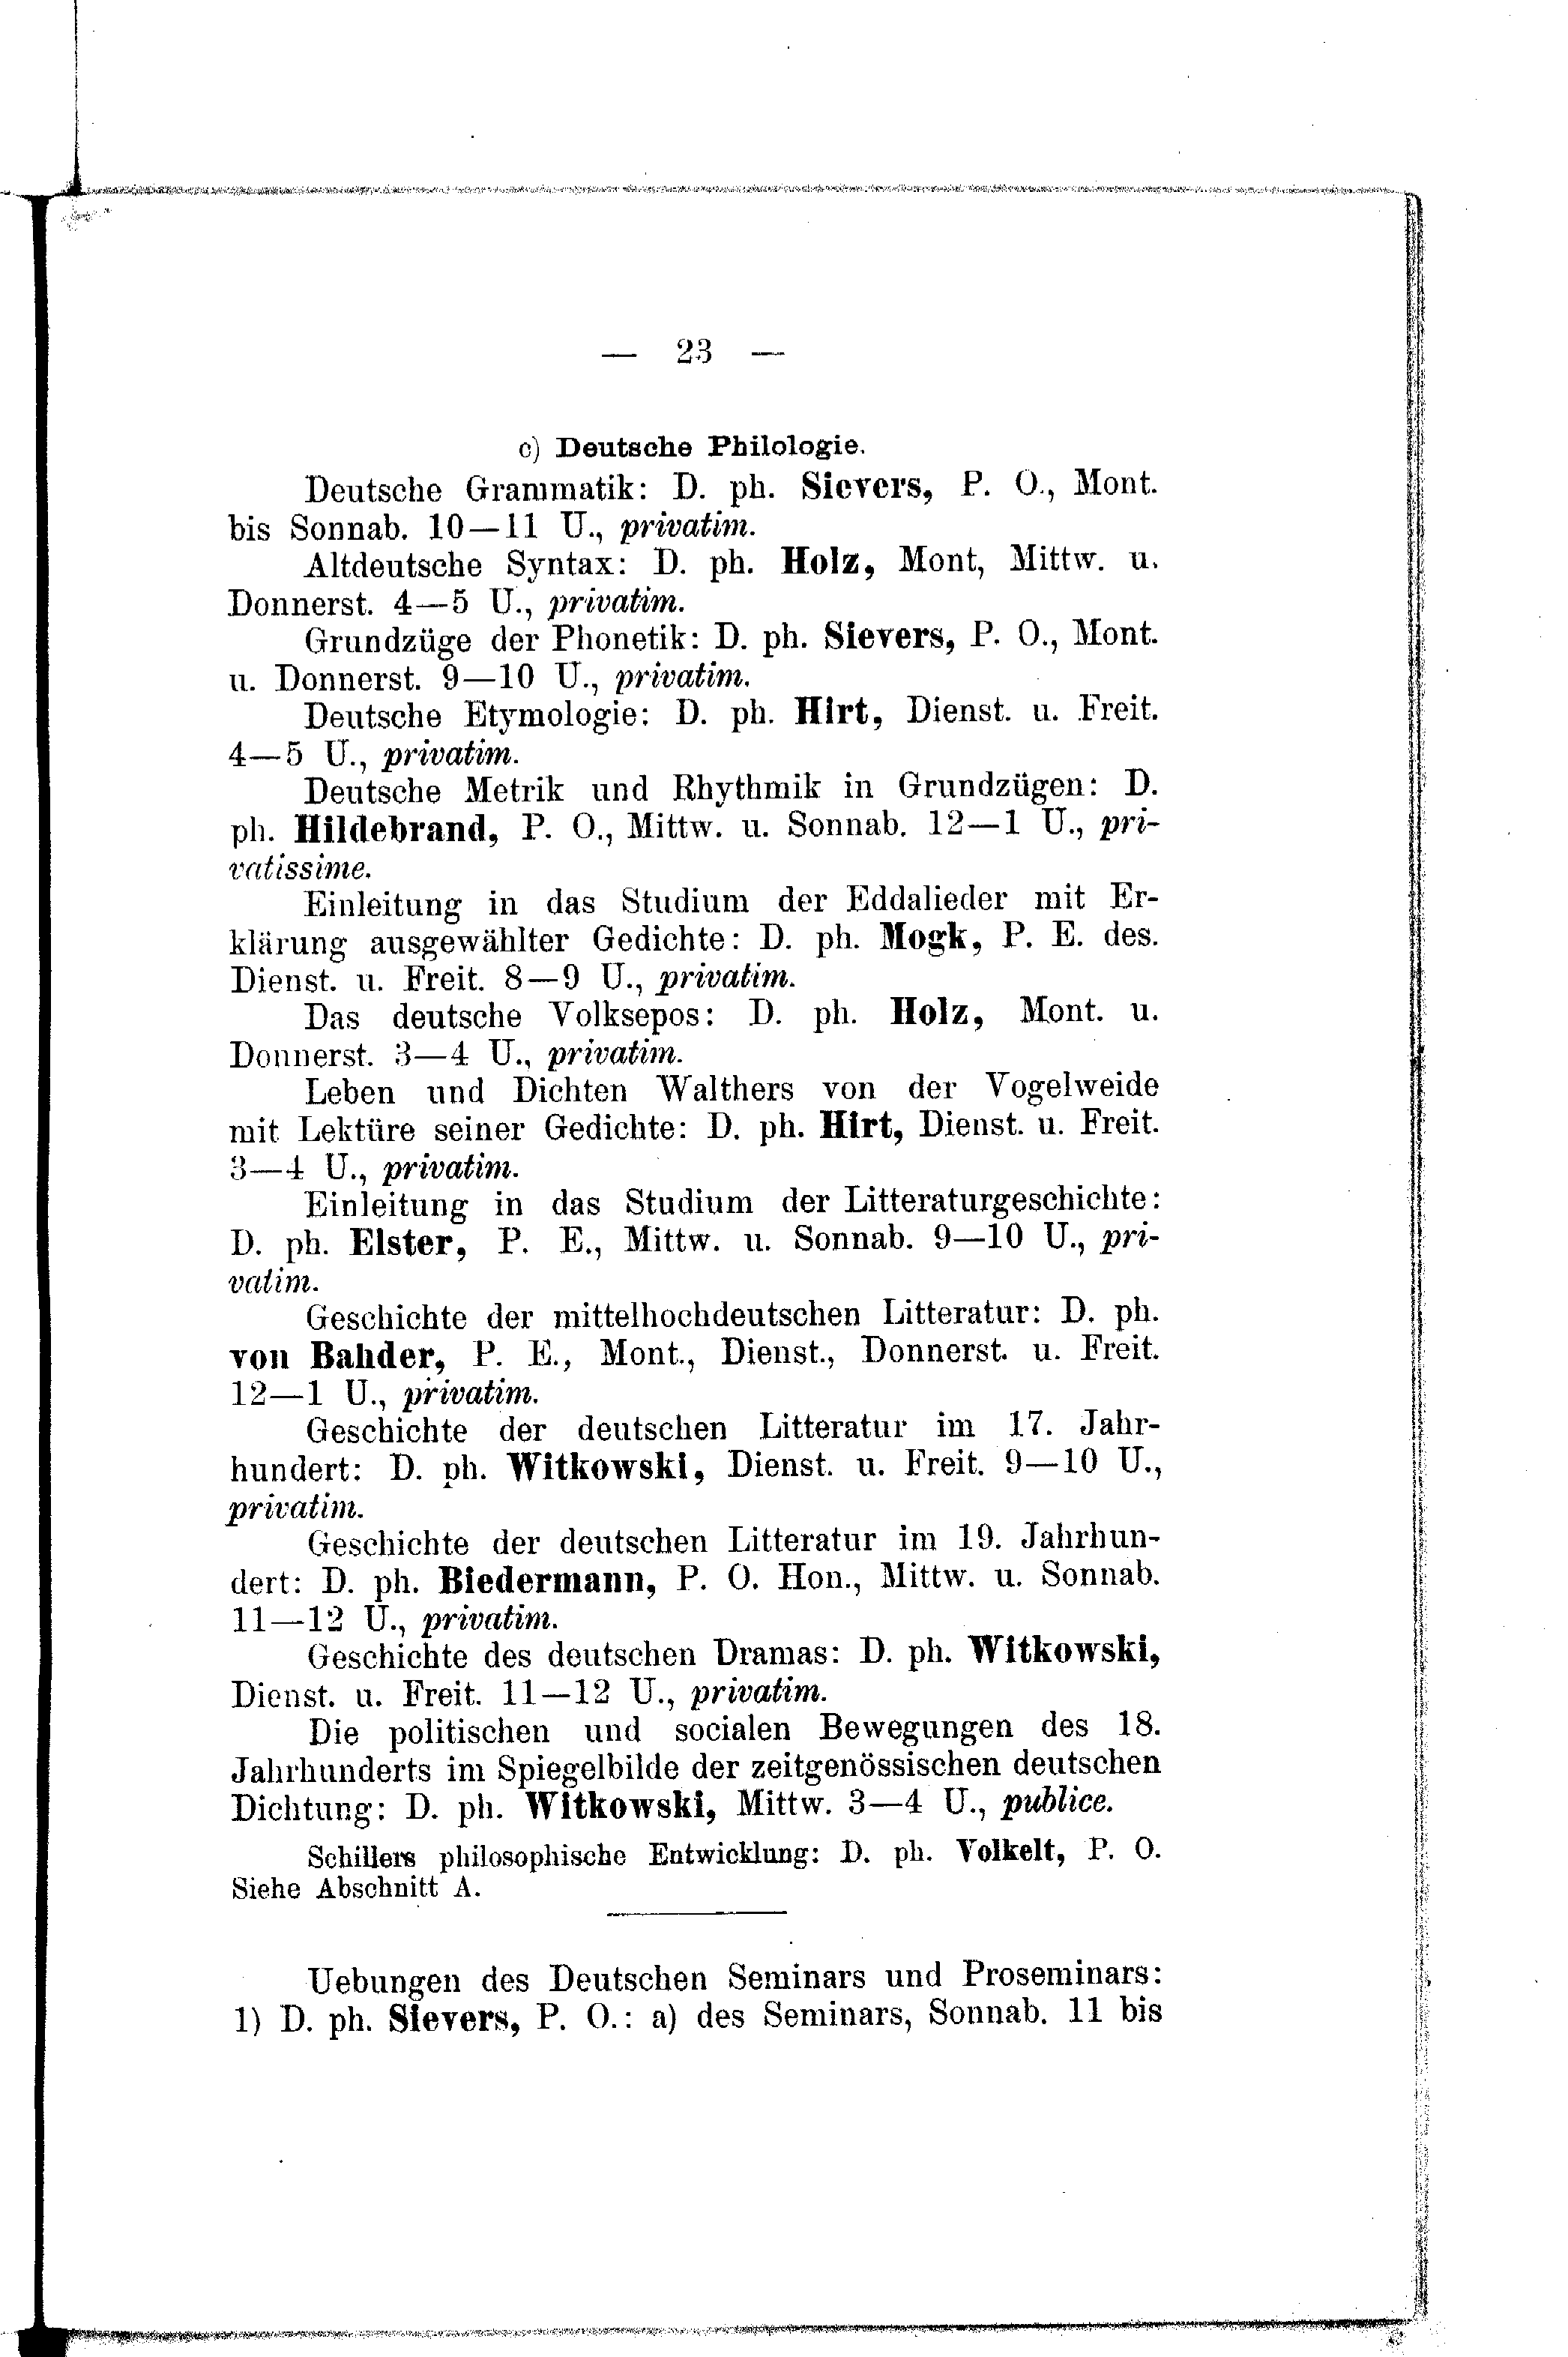 — 23 —
c) Deutsche Philologie.
Deutsche Grammatik: D. ph. Sievers, P. O., Mont.
bis Sonnab. 10—11 U., privatim.
Altdeutsche Syntax: D. ph. Holz, Mont, Mittw. u.
Donnerst. 4—5 U., privatim.
Grundzüge der Phonetik: D. ph. Sievers, P. O., Mont.
u. Donnerst. 9—10 U., privatim.
Deutsche Etymologie: D. ph. Hirt, Dienst. u. Freit.
4—5 U., privatim.
Deutsche Metrik und Rhythmik in Grundzügen: D.
ph. Hildebrand, P. O., Mittw. u. Sonnab. 12—1 U., pri-
vatissime.
Einleitung in das Studium der Eddalieder mit Er-
klärung ausgewählter Gedichte: D. ph. Mogk, P. E. des.
Dienst. u. Freit. 8—9 U., privatim.
Das deutsche Volksepos: D. ph. Holz, Mont. u.
Donnerst. 3—4 U., privatim.
Leben und Dichten Walthers von der Vogelweide
mit Lektüre seiner Gedichte: D. ph. Hirt, Dienst. u. Freit.
3—4 U., privatim.
Einleitung in das Studium der Litteraturgeschichte:
D. ph. Elster, P. E., Mittw. u. Sonnab. 9—10 U., pri-
vatim.
Geschichte der mittelhochdeutschen Litteratur: D. ph.
von Bahder, P. E., Mont., Dienst., Donnerst. u. Freit.
12—1 U., privatim.
Geschichte der deutschen Litteratur im 17. Jahr-
hundert: D. ph. Witkowski, Dienst. u. Freit. 9—10 U.,
privatim.
Geschichte der deutschen Litteratur im 19. Jahrhun-
dert: D. ph. Biedermann, P. O. Hon., Mittw. u. Sonnab.
11—12 U., privatim.
Geschichte des deutschen Dramas: D. ph. Witkowski,
Dienst. u. Freit. 11—12 U., privatim.
Die politischen und socialen Bewegungen des 18.
Jahrhunderts im Spiegelbilde der zeitgenössischen deutschen
Dichtung: D. ph. Witkowski, Mittw. 3—4 U., publice.
Schillers philosophische Entwicklung: D. ph. Volkelt, P. O.
Siehe Abschnitt A.
Uebungen des Deutschen Seminars und Proseminars:
1) D. ph. Sievers, P. O.: a) des Seminars, Sonnab. 11 bis